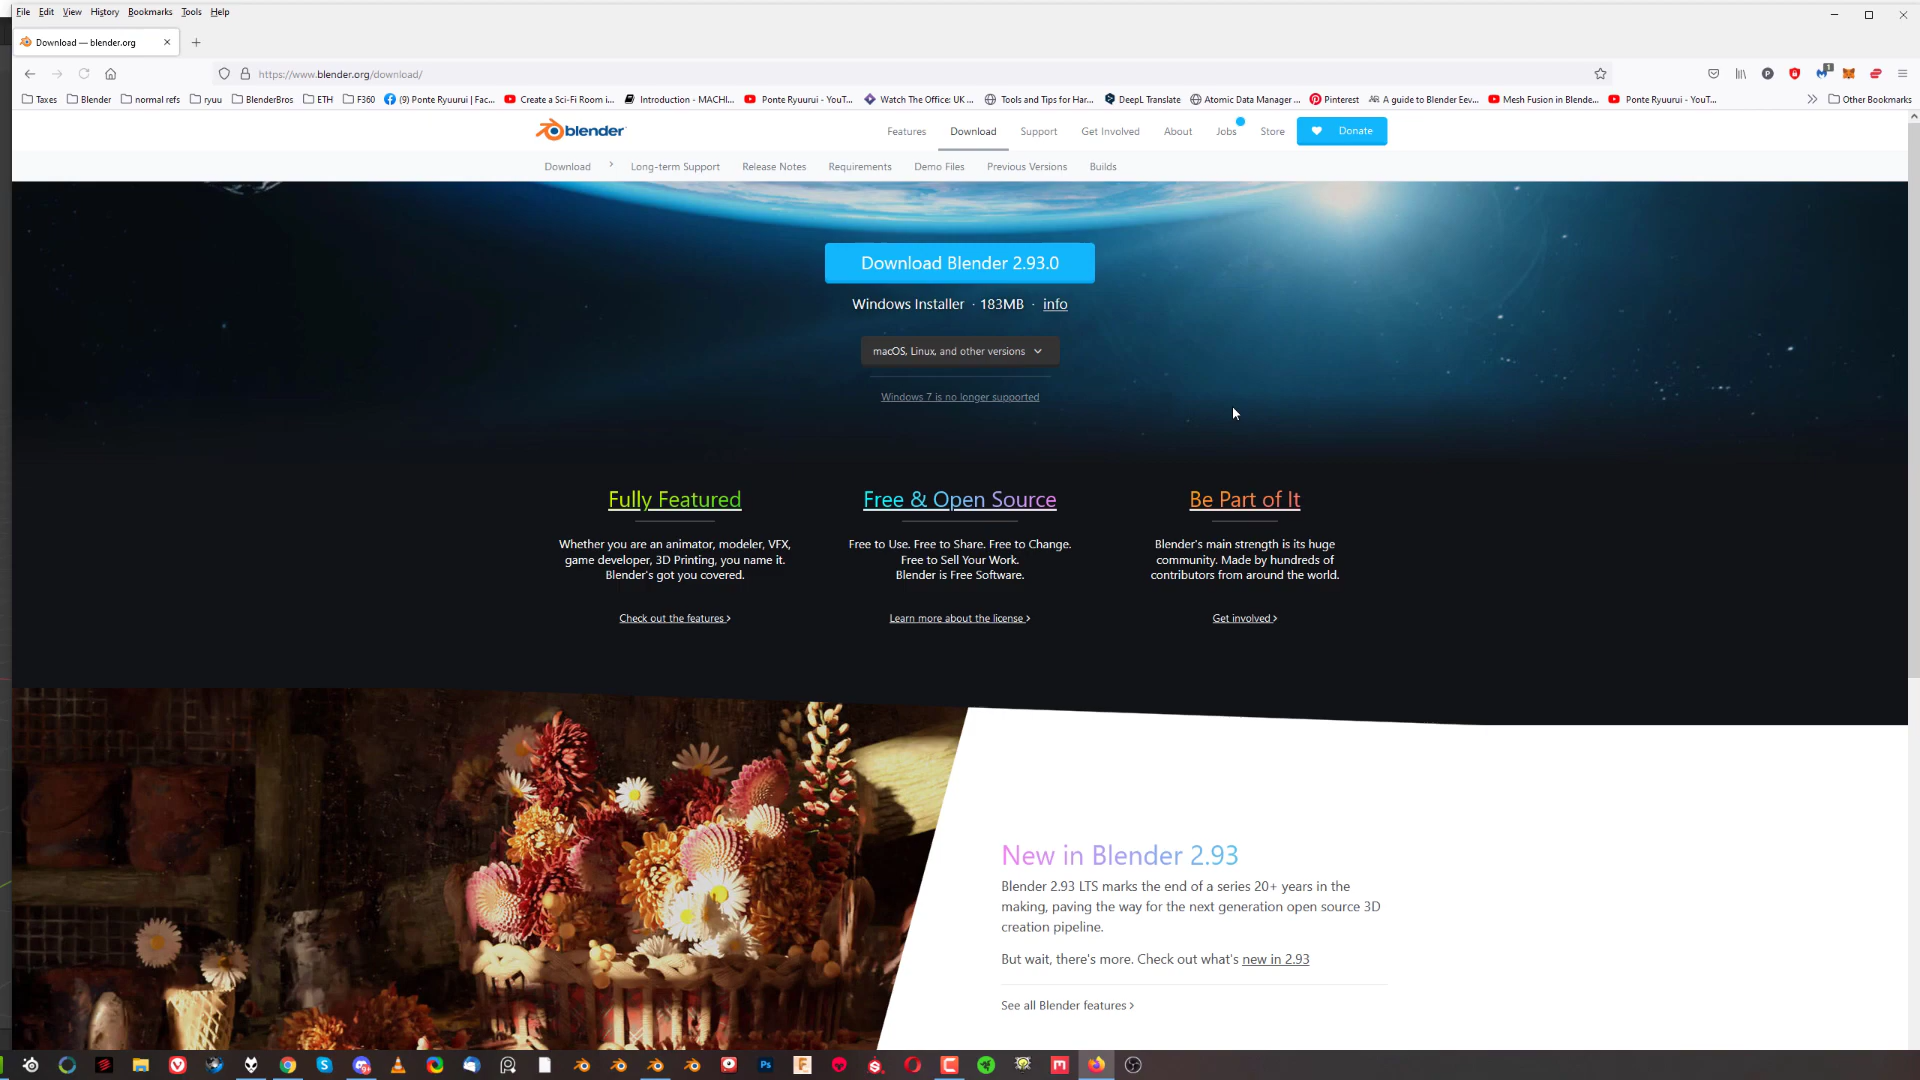 File Edit View History Bookmarks Tools Help
Download — blender.org
https://www.blender.org/download/
Taxes Blender normal refs ryuu BlenderBros ETH F360 (9) Ponte Ryuurui | Fac... Create a Sci-Fi Room i... Introduction - MACHI... Ponte Ryuurui - YouT... Watch The Office: UK ... Tools and Tips for Har... DeepL Translate Atomic Data Manager ... Pinterest A guide to Blender Eev... Mesh Fusion in Blende... Ponte Ryuurui - YouT... Other Bookmarks
blender Features Download Support Get Involved About Jobs Store Donate
Download Long-term Support Release Notes Requirements Demo Files Previous Versions Builds
Download Blender 2.93.0
Windows Installer · 183MB · info
macOS, Linux, and other versions
Windows 7 is no longer supported
Fully Featured
Whether you are an animator, modeler, VFX,
game developer, 3D Printing, you name it.
Blender's got you covered.
Check out the features
Free & Open Source
Free to Use. Free to Share. Free to Change.
Free to Sell Your Work.
Blender is Free Software.
Learn more about the license
Be Part of It
Blender's main strength is its huge
community. Made by hundreds of
contributors from around the world.
Get involved
New in Blender 2.93
Blender 2.93 LTS marks the end of a series 20+ years in the
making, paving the way for the next generation open source 3D
creation pipeline.
But wait, there's more. Check out what's new in 2.93
See all Blender features